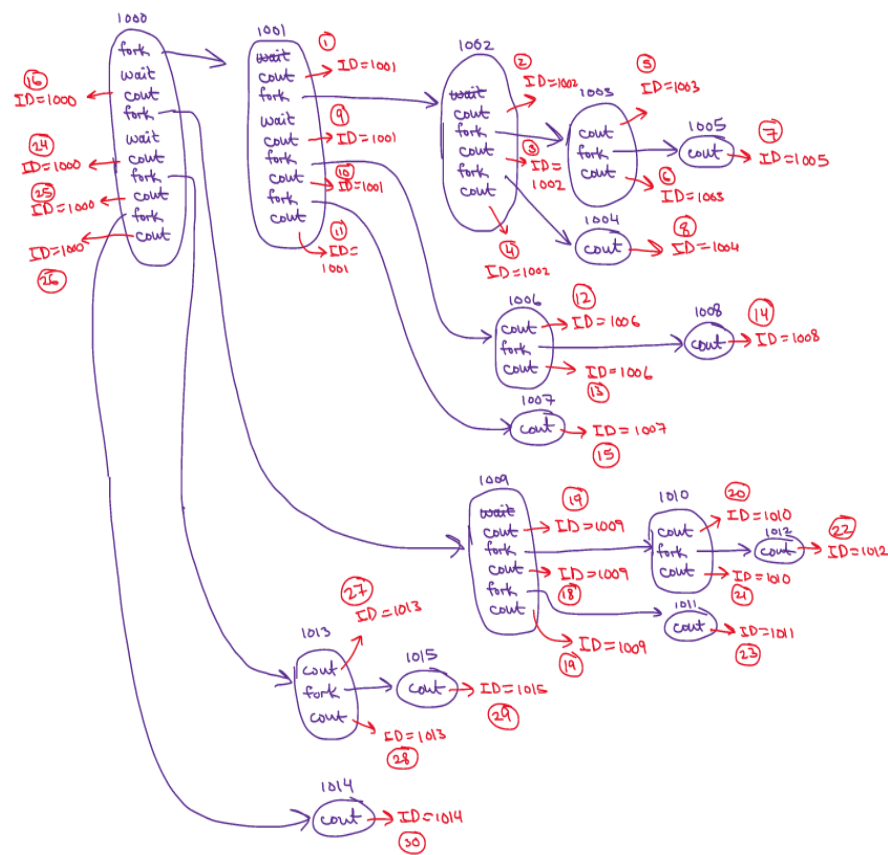 1000
fork
wait
cout
fork
wait
cout
fork
cout
fork
cout
16
ID=1000
24
ID=1000
25
ID=1000
ID=1000
26
1001
wait
cout
fork
wait
cout
fork
cout
fork
cout
1
ID=1001
9
ID=1001
10
ID=1001
11
ID=
1001
1002
wait
cout
fork
cout
fork
cout
2
ID=1002
3
ID=
1002
4
ID=1002
1003
cout
fork
cout
5
ID=1003
6
ID=1003
1005
cout
7
ID=1005
1004
cout
8
ID=1004
1006
cout
fork
cout
12
ID=1006
ID=1006
13
1008
cout
14
ID=1008
1007
cout
ID=1007
15
1009
wait
cout
fork
cout
fork
cout
19
ID=1009
ID=1009
18
ID=1009
19
1010
cout
fork
cout
20
ID=1010
ID=1010
21
1012
cout
22
ID=1012
1011
cout
ID=1011
23
1013
cout
fork
cout
27
ID=1013
ID=1013
28
1015
cout
ID=1015
29
1014
cout
ID=1014
30